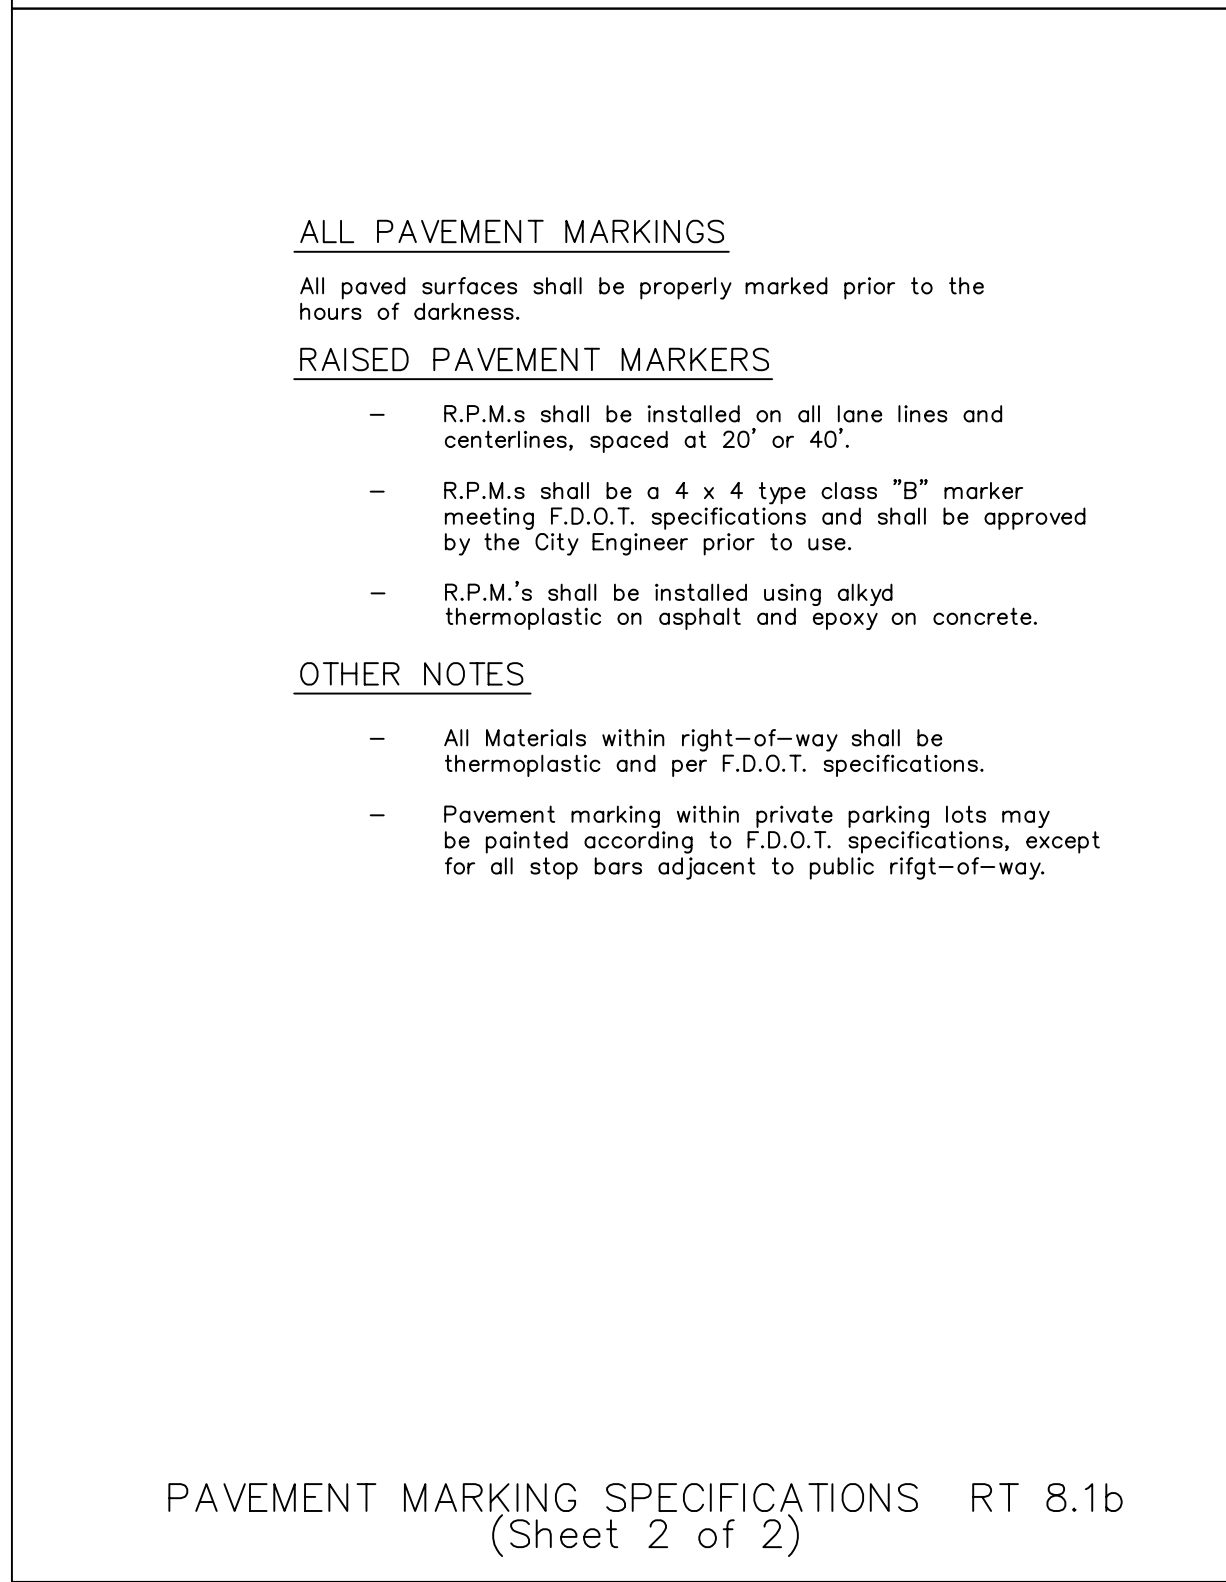 ALL PAVEMENT MARKINGS
All paved surfaces shall be properly marked prior to the
hours of darkness.
RAISED PAVEMENT MARKERS
– R.P.M.s shall be installed on all lane lines and
centerlines, spaced at 20' or 40'.
– R.P.M.s shall be a 4 x 4 type class "B" marker
meeting F.D.O.T. specifications and shall be approved
by the City Engineer prior to use.
– R.P.M.'s shall be installed using alkyd
thermoplastic on asphalt and epoxy on concrete.
OTHER NOTES
– All Materials within right–of–way shall be
thermoplastic and per F.D.O.T. specifications.
– Pavement marking within private parking lots may
be painted according to F.D.O.T. specifications, except
for all stop bars adjacent to public rifgt–of–way.
PAVEMENT MARKING SPECIFICATIONS RT 8.1b
(Sheet 2 of 2)